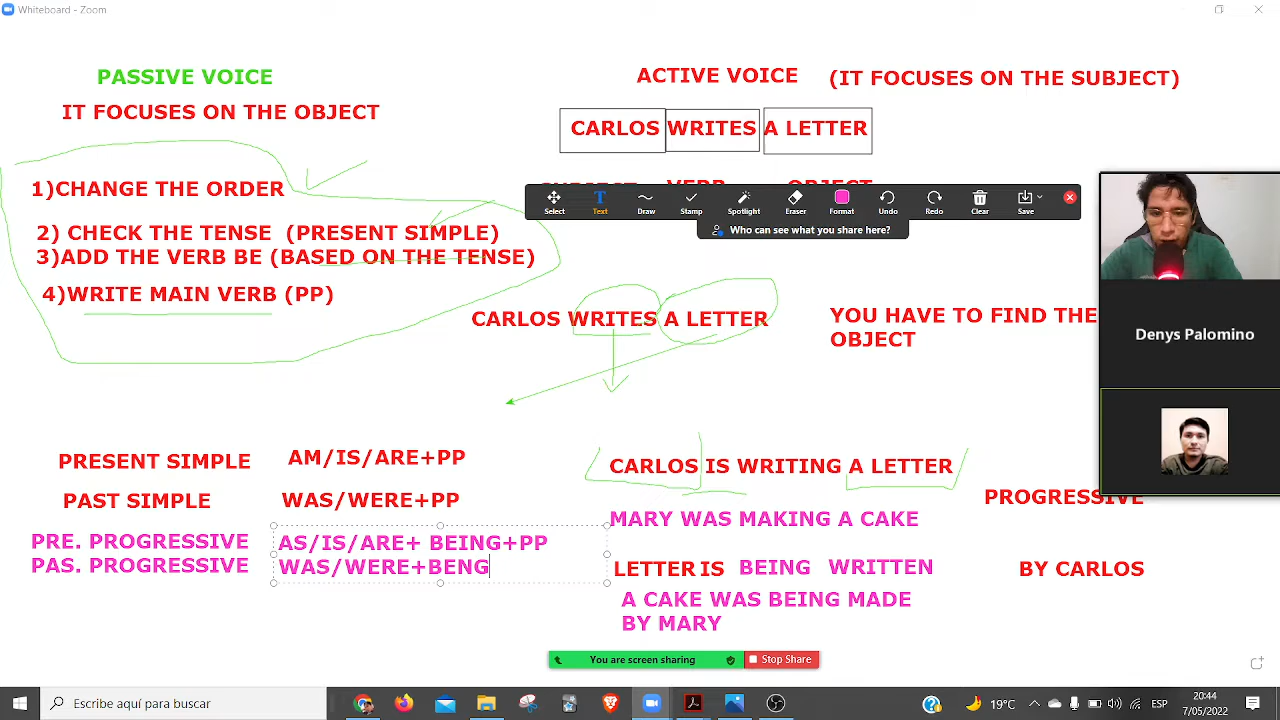 Whiteboard - Zoom
PASSIVE VOICE
IT FOCUSES ON THE OBJECT
1)CHANGE THE ORDER
2) CHECK THE TENSE (PRESENT SIMPLE)
3)ADD THE VERB BE (BASED ON THE TENSE)
4)WRITE MAIN VERB (PP)
ACTIVE VOICE (IT FOCUSES ON THE SUBJECT)
CARLOS WRITES A LETTER
Select Text Draw Stamp Spotlight Eraser Format Undo Redo Clear Save
Who can see what you share here?
CARLOS WRITES A LETTER
YOU HAVE TO FIND THE
OBJECT
Denys Palomino
PRESENT SIMPLE AM/IS/ARE+PP
PAST SIMPLE WAS/WERE+PP
PRE. PROGRESSIVE AS/IS/ARE+ BEING+PP
PAS. PROGRESSIVE WAS/WERE+BENG
CARLOS IS WRITING A LETTER
PROGRESSIVE
MARY WAS MAKING A CAKE
LETTER IS BEING WRITTEN BY CARLOS
A CAKE WAS BEING MADE
BY MARY
You are screen sharing Stop Share
Escribe aquí para buscar
19°C
ESP
20:44
7/05/2022